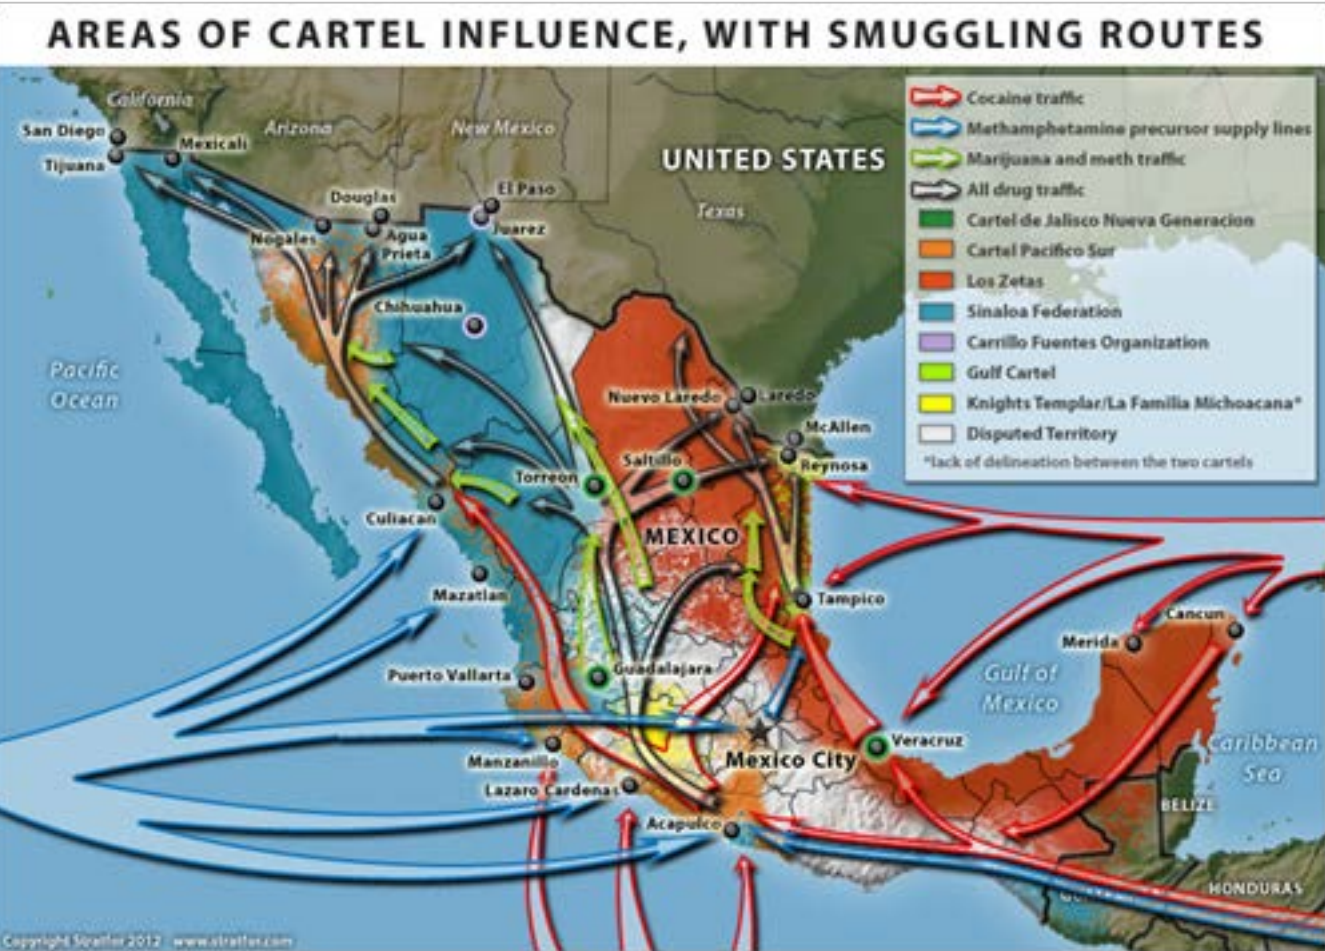 AREAS OF CARTEL INFLUENCE, WITH SMUGGLING ROUTES
California
San Diego
Mexicali
Tijuana
Arizona
New Mexico
UNITED STATES
Texas
Douglas
El Paso
Nogales
Agua
Prieta
Juarez
Chihuahua
Cocaine traffic
Methamphetamine precursor supply lines
Marijuana and meth traffic
All drug traffic
Cartel de Jalisco Nueva Generacion
Cartel Pacifico Sur
Los Zetas
Sinaloa Federation
Carrillo Fuentes Organization
Gulf Cartel
Knights Templar/La Familia Michoacana*
Disputed Territory
*lack of delineation between the two cartels
Pacific
Ocean
Nuevo Laredo
Laredo
McAllen
Reynosa
Saltillo
Torreon
Culiacan
MEXICO
Mazatlan
Tampico
Cancun
Merida
Puerto Vallarta
Guadalajara
Gulf of
Mexico
Manzanillo
Mexico City
Veracruz
Caribbean
Sea
Lazaro Cardenas
Acapulco
BELIZE
HONDURAS
Copyright Stratfor 2012 www.stratfor.com